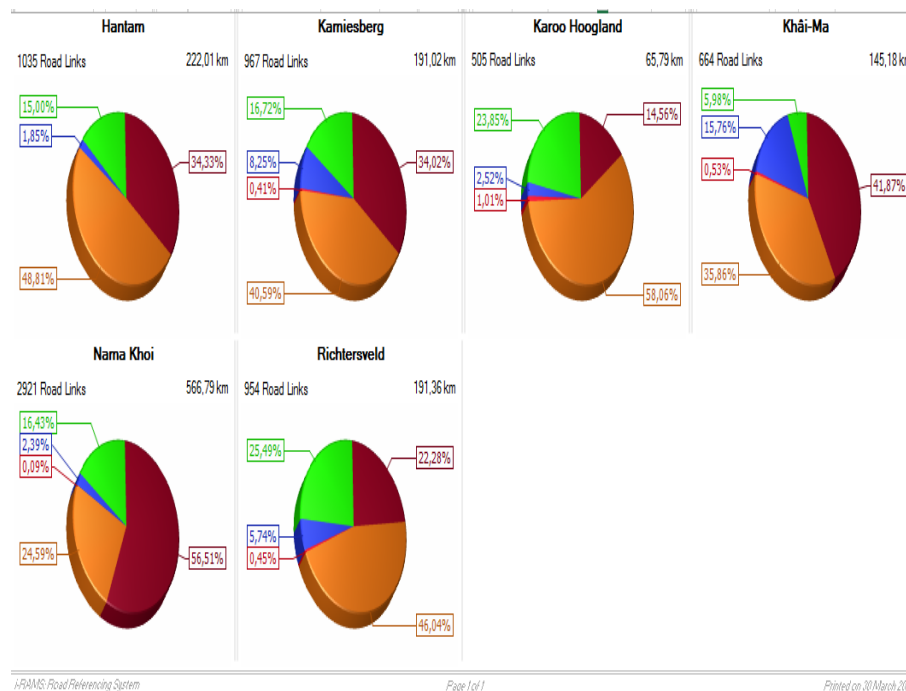 Hantam
1035 Road Links 222,01 km
15,00%
1,85%
34,33%
48,81%
Kamiesberg
967 Road Links 191,02 km
16,72%
8,25%
0,41%
34,02%
40,59%
Karoo Hoogland
505 Road Links 65,79 km
23,85%
14,56%
2,52%
1,01%
58,06%
Khâi-Ma
664 Road Links 145,18
5,98%
15,76%
0,53%
41,87%
35,86%
Nama Khoi
2921 Road Links 566,79 km
16,43%
2,39%
0,09%
24,59%
56,51%
Richtersveld
954 Road Links 191,36 km
25,49%
22,28%
5,74%
0,45%
46,04%
i-RAMS: Road Referencing System Page 1 of 1 Printed on 30 March 20